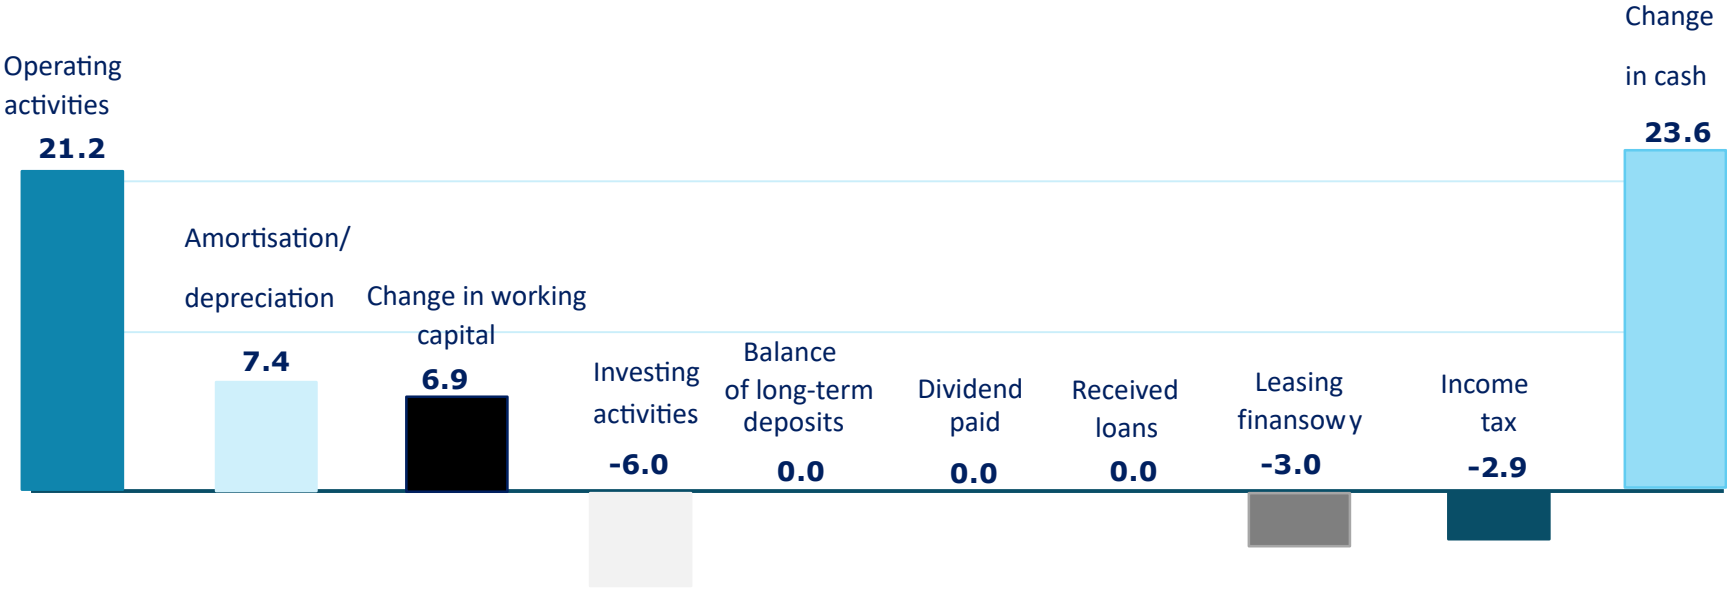 Operating
activities
21.2
Amortisation/
depreciation
7.4
Change in working
capital
6.9
Investing
activities
-6.0
Balance
of long-term
deposits
0.0
Dividend
paid
0.0
Received
loans
0.0
Leasing
finansowy
-3.0
Income
tax
-2.9
Change
in cash
23.6